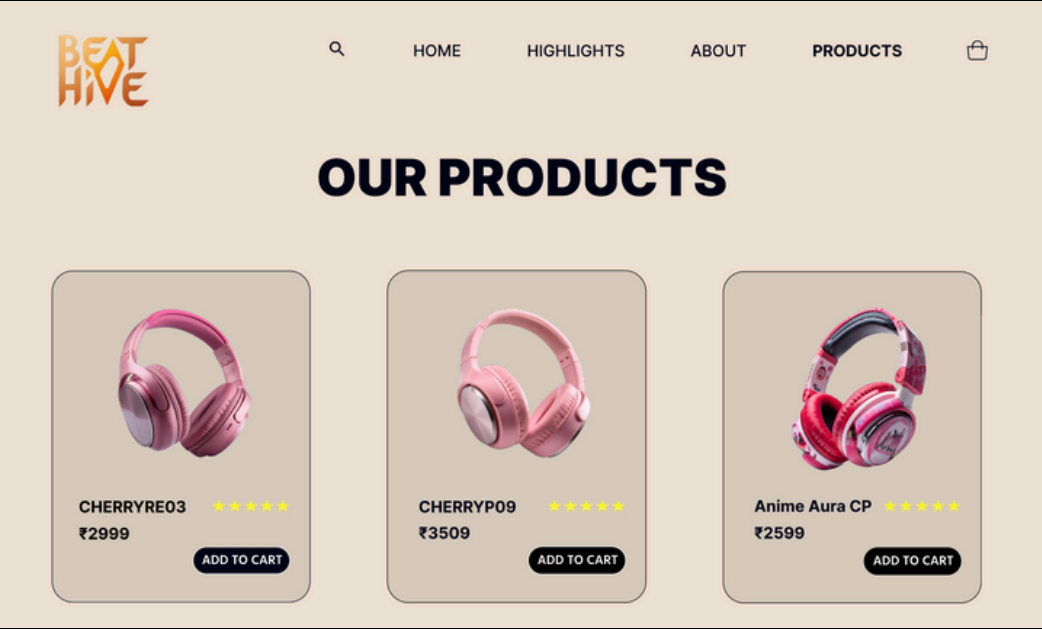 BEAT
HiVE
HOME HIGHLIGHTS ABOUT PRODUCTS
OUR PRODUCTS
CHERRYRE03
₹2999
ADD TO CART
CHERRYP09
₹3509
ADD TO CART
Anime Aura CP
₹2599
ADD TO CART